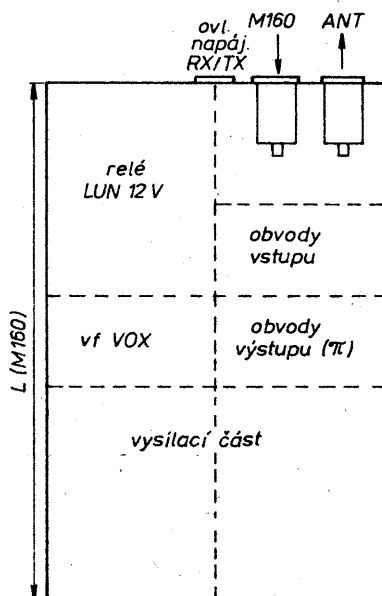 ovl.
napáj.
RX/TX
M160
ANT
relé
LUN 12 V
obvody
vstupu
vf VOX
obvody
výstupu (π)
vysílací část
L (M160)